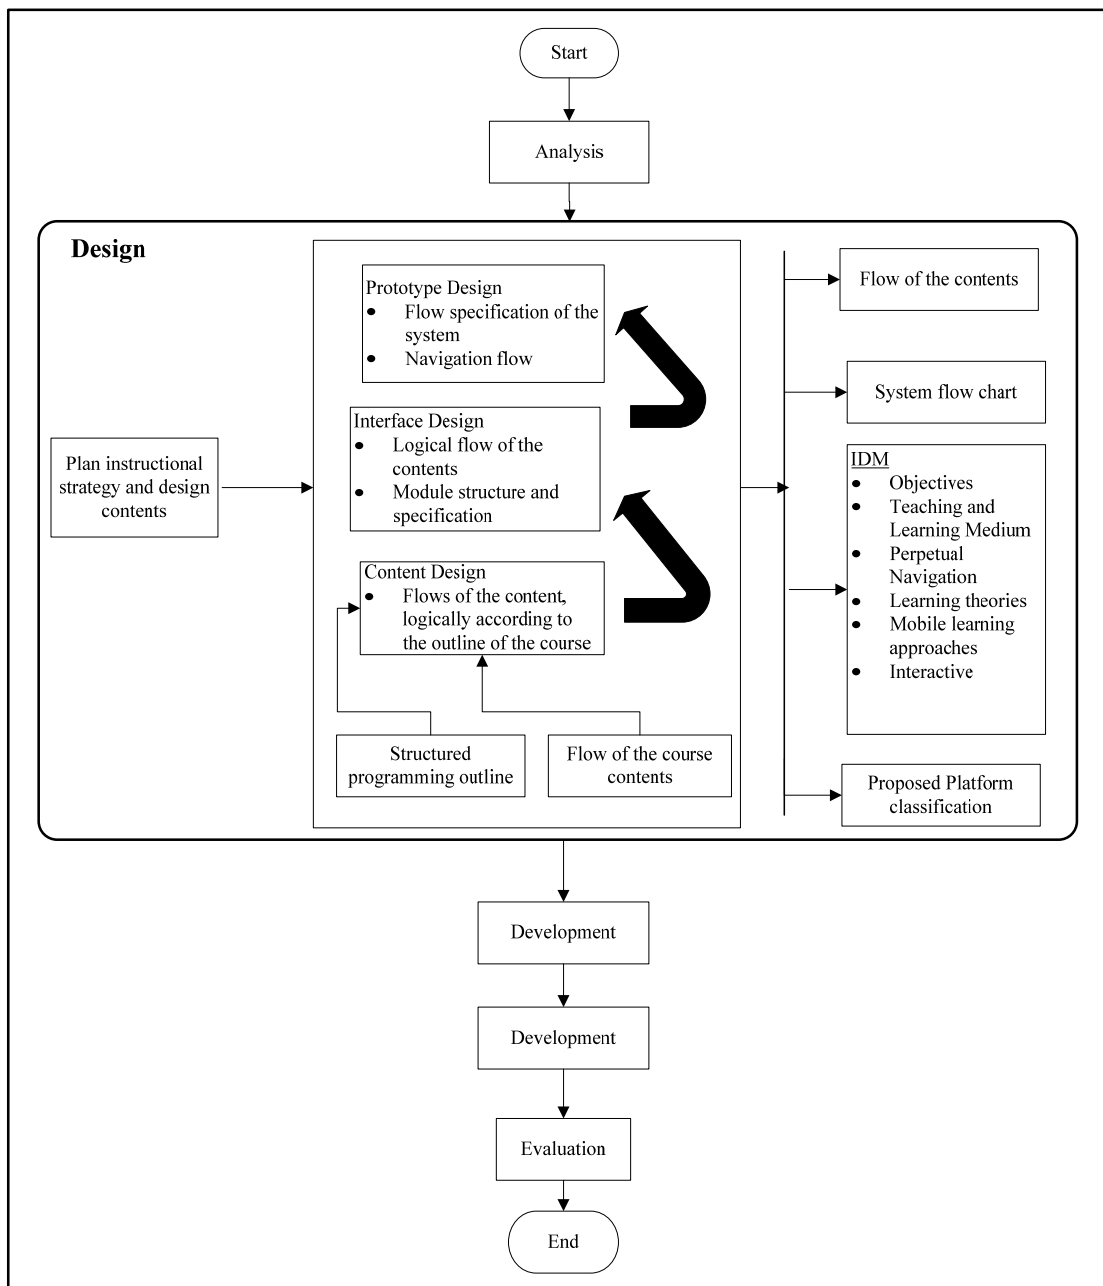 Start
Analysis
Design
Plan instructional
strategy and design
contents
Prototype Design
● Flow specification of the
system
● Navigation flow
Interface Design
● Logical flow of the
contents
● Module structure and
specification
Content Design
● Flows of the content,
logically according to
the outline of the course
Structured
programming outline
Flow of the course
contents
Flow of the contents
System flow chart
IDM
● Objectives
● Teaching and
Learning Medium
● Perpetual
Navigation
● Learning theories
● Mobile learning
approaches
● Interactive
Proposed Platform
classification
Development
Development
Evaluation
End